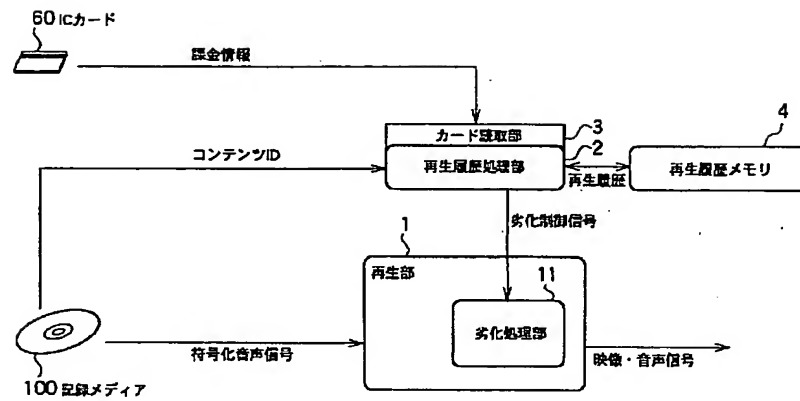 60 ICカード
課金情報
カード読取部
3
コンテンツID
再生履歴処理部
2
再生履歴
4
再生履歴メモリ
劣化制御信号
1
再生部
11
劣化処理部
符号化音声信号
映像・音声信号
100 記録メディア